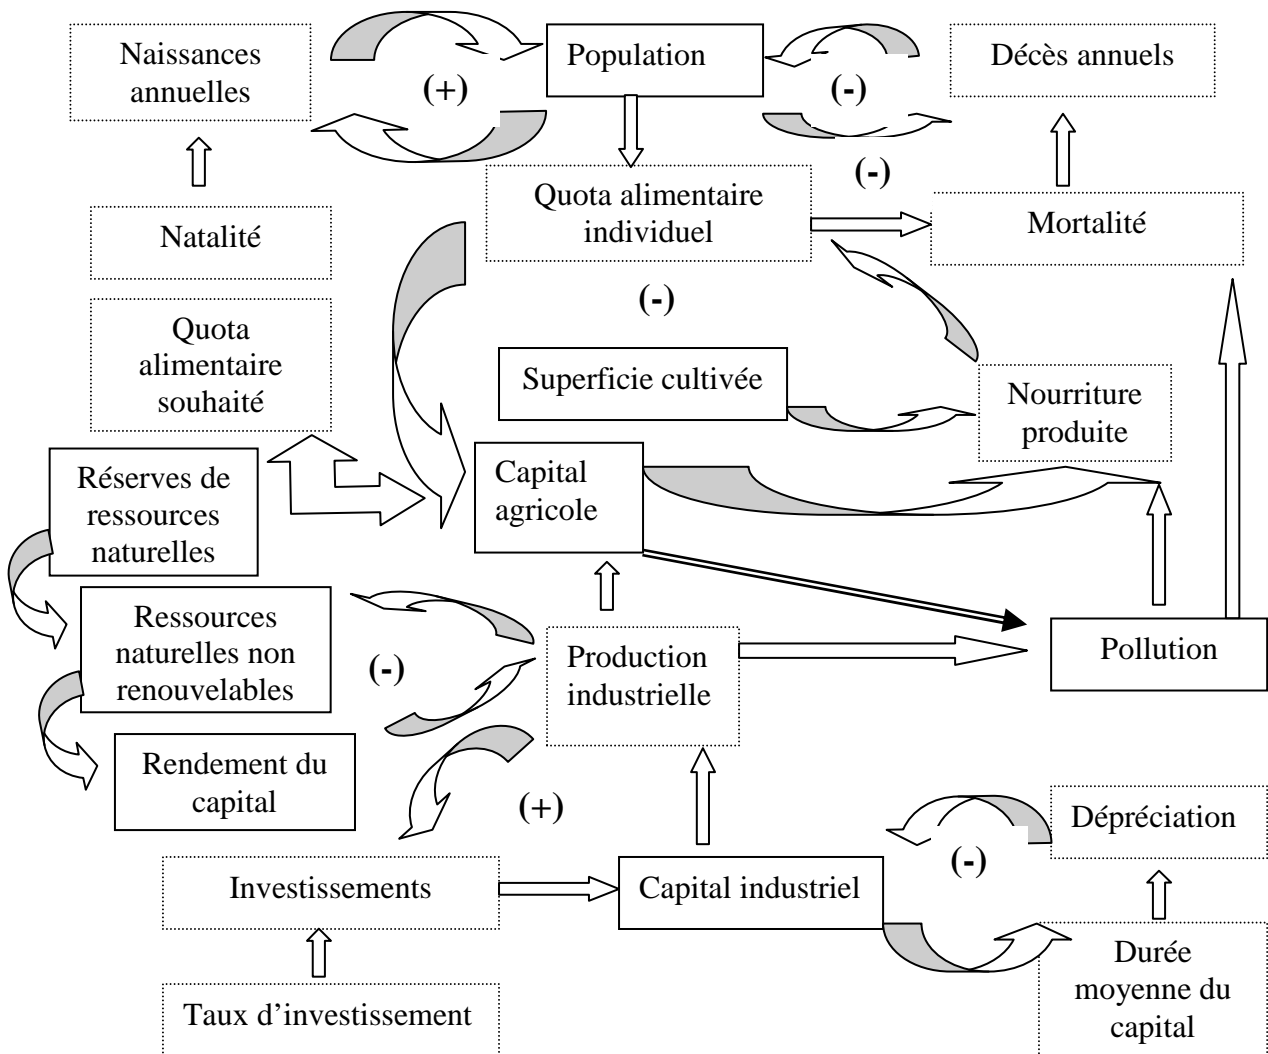 Naissances
annuelles
(+)
Population
(-)
Décès annuels
(-)
Natalité
Quota alimentaire
individuel
Mortalité
(-)
Quota
alimentaire
souhaité
Superficie cultivée
Nourriture
produite
Réserves de
ressources
naturelles
Capital
agricole
Ressources
naturelles non
renouvelables
(-)
Production
industrielle
Pollution
Rendement du
capital
(+)
Dépréciation
(-)
Investissements
Capital industriel
Durée
moyenne du
capital
Taux d’investissement